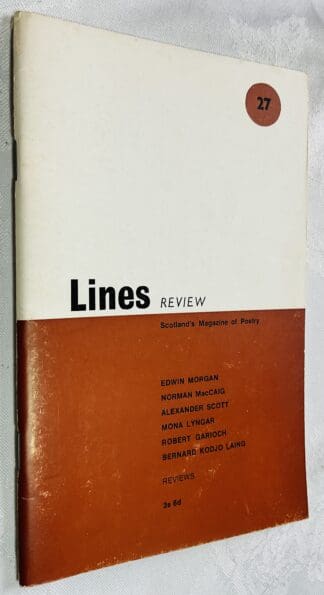 27
Lines REVIEW
Scotland's Magazine of Poetry
EDWIN MORGAN
NORMAN MacCAIG
ALEXANDER SCOTT
MONA LYNGAR
ROBERT GARIOCH
BERNARD KODJO LAING
REVIEWS
3s 6d